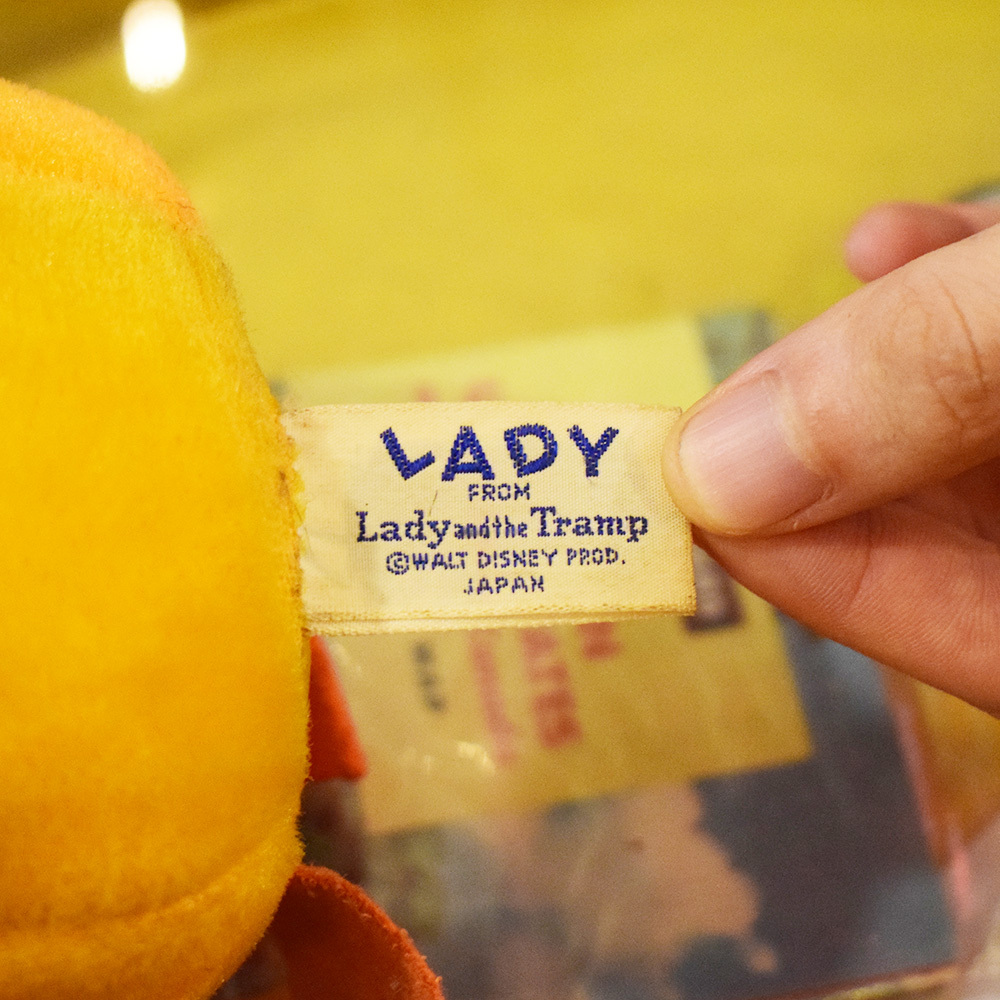 LADY
FROM
Lady and the Tramp
©WALT DISNEY PROD.
JAPAN